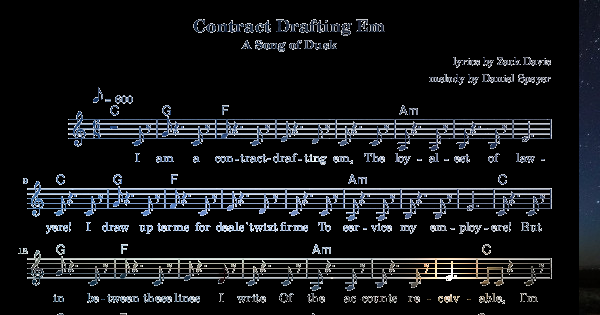 Contract Drafting Em
A Song of Dusk
lyrics by Zack Davis
melody by Daniel Speyer
♪ = 600
C G F Am
I am a con-tract-draf-ting em, The loy-al-est of law-
9 C G F Am C
yers! I draw up terms for deals 'twixt firms To ser-vice my em-ploy-ers! But
18 G F Am C
in be-tween these lines I write Of the ac counts re-ceiv-able, I'm